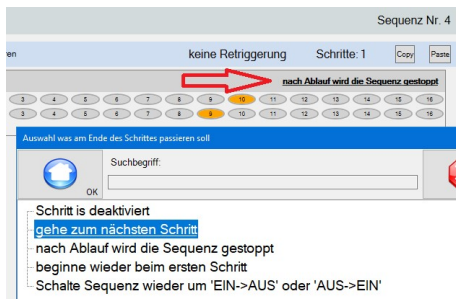 Sequenz Nr. 4
en keine Retriggerung Schritte: 1 Copy Paste
nach Ablauf wird die Sequenz gestoppt
3 4 5 6 7 8 9 10 11 12 13 14 15 16
3 4 5 6 7 8 9 10 11 12 13 14 15 16
Auswahl was am Ende des Schrittes passieren soll
Suchbegriff:
OK
Schritt is deaktiviert
gehe zum nächsten Schritt
nach Ablauf wird die Sequenz gestoppt
beginne wieder beim ersten Schritt
Schalte Sequenz wieder um 'EIN->AUS' oder 'AUS->EIN'